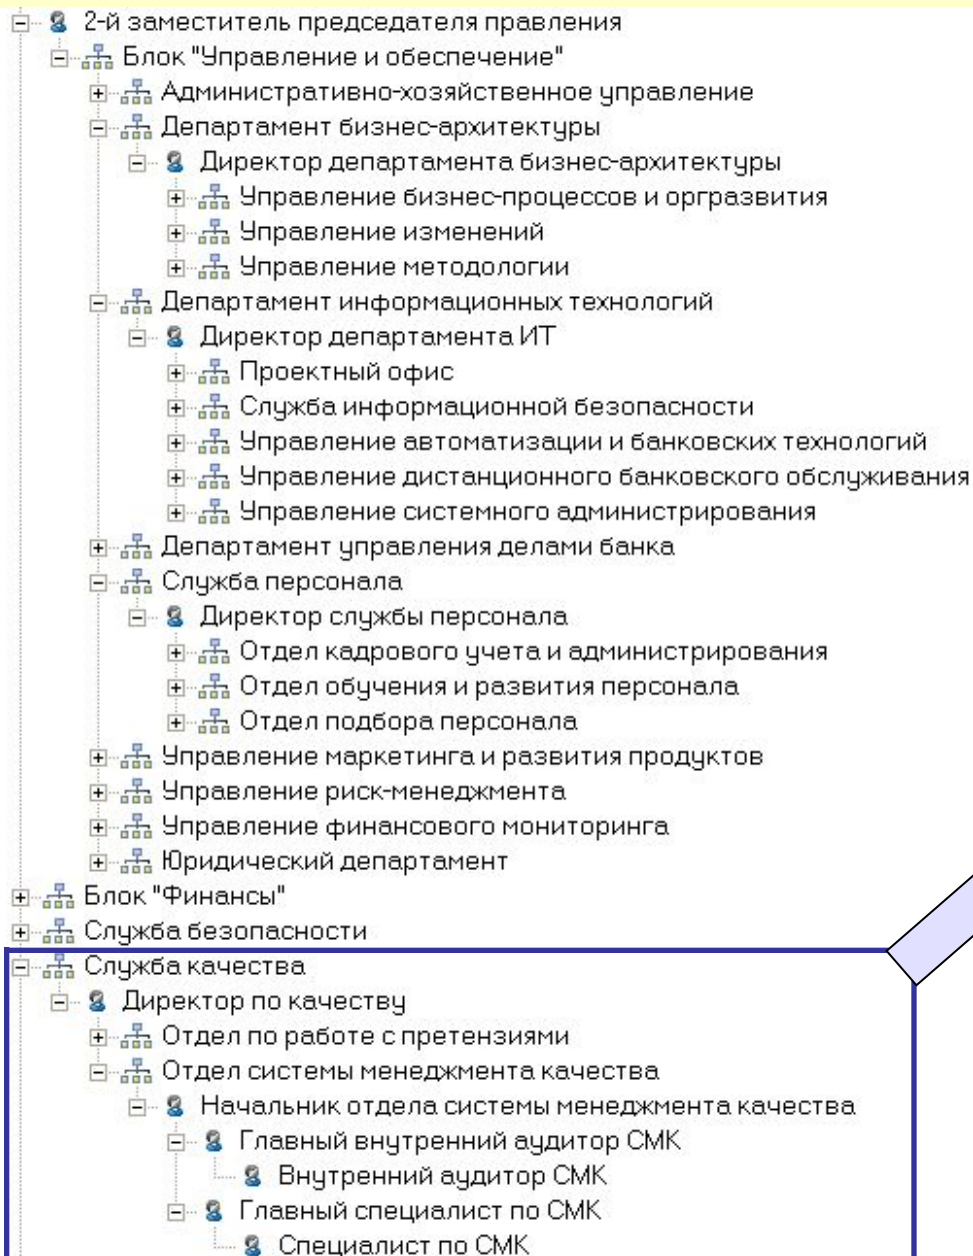 2-й заместитель председателя правления
Блок "Управление и обеспечение"
Административно-хозяйственное управление
Департамент бизнес-архитектуры
Директор департамента бизнес-архитектуры
Управление бизнес-процессов и оргразвития
Управление изменений
Управление методологии
Департамент информационных технологий
Директор департамента ИТ
Проектный офис
Служба информационной безопасности
Управление автоматизации и банковских технологий
Управление дистанционного банковского обслуживания
Управление системного администрирования
Департамент управления делами банка
Служба персонала
Директор службы персонала
Отдел кадрового учета и администрирования
Отдел обучения и развития персонала
Отдел подбора персонала
Управление маркетинга и развития продуктов
Управление риск-менеджмента
Управление финансового мониторинга
Юридический департамент
Блок "Финансы"
Служба безопасности
Служба качества
Директор по качеству
Отдел по работе с претензиями
Отдел системы менеджмента качества
Начальник отдела системы менеджмента качества
Главный внутренний аудитор СМК
Внутренний аудитор СМК
Главный специалист по СМК
Специалист по СМК